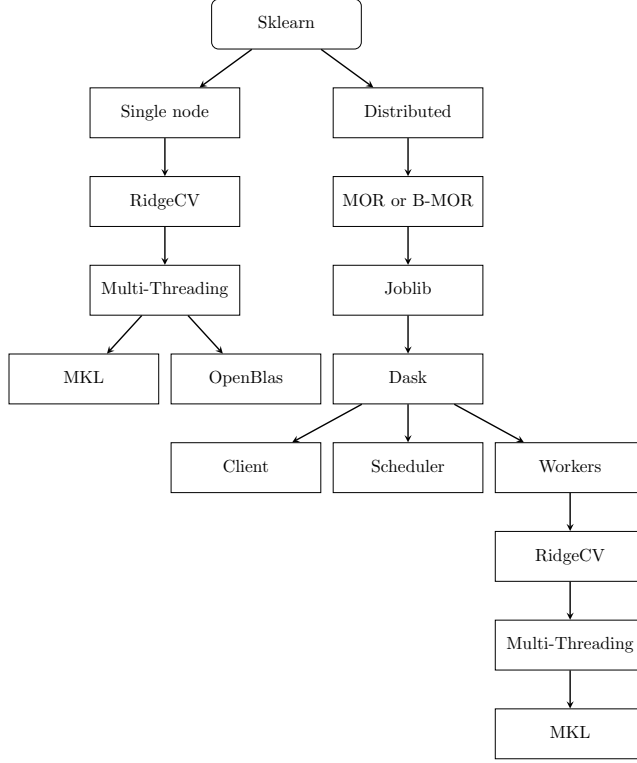 Sklearn
Single node
Distributed
RidgeCV
MOR or B-MOR
Multi-Threading
Joblib
MKL
OpenBlas
Dask
Client
Scheduler
Workers
RidgeCV
Multi-Threading
MKL